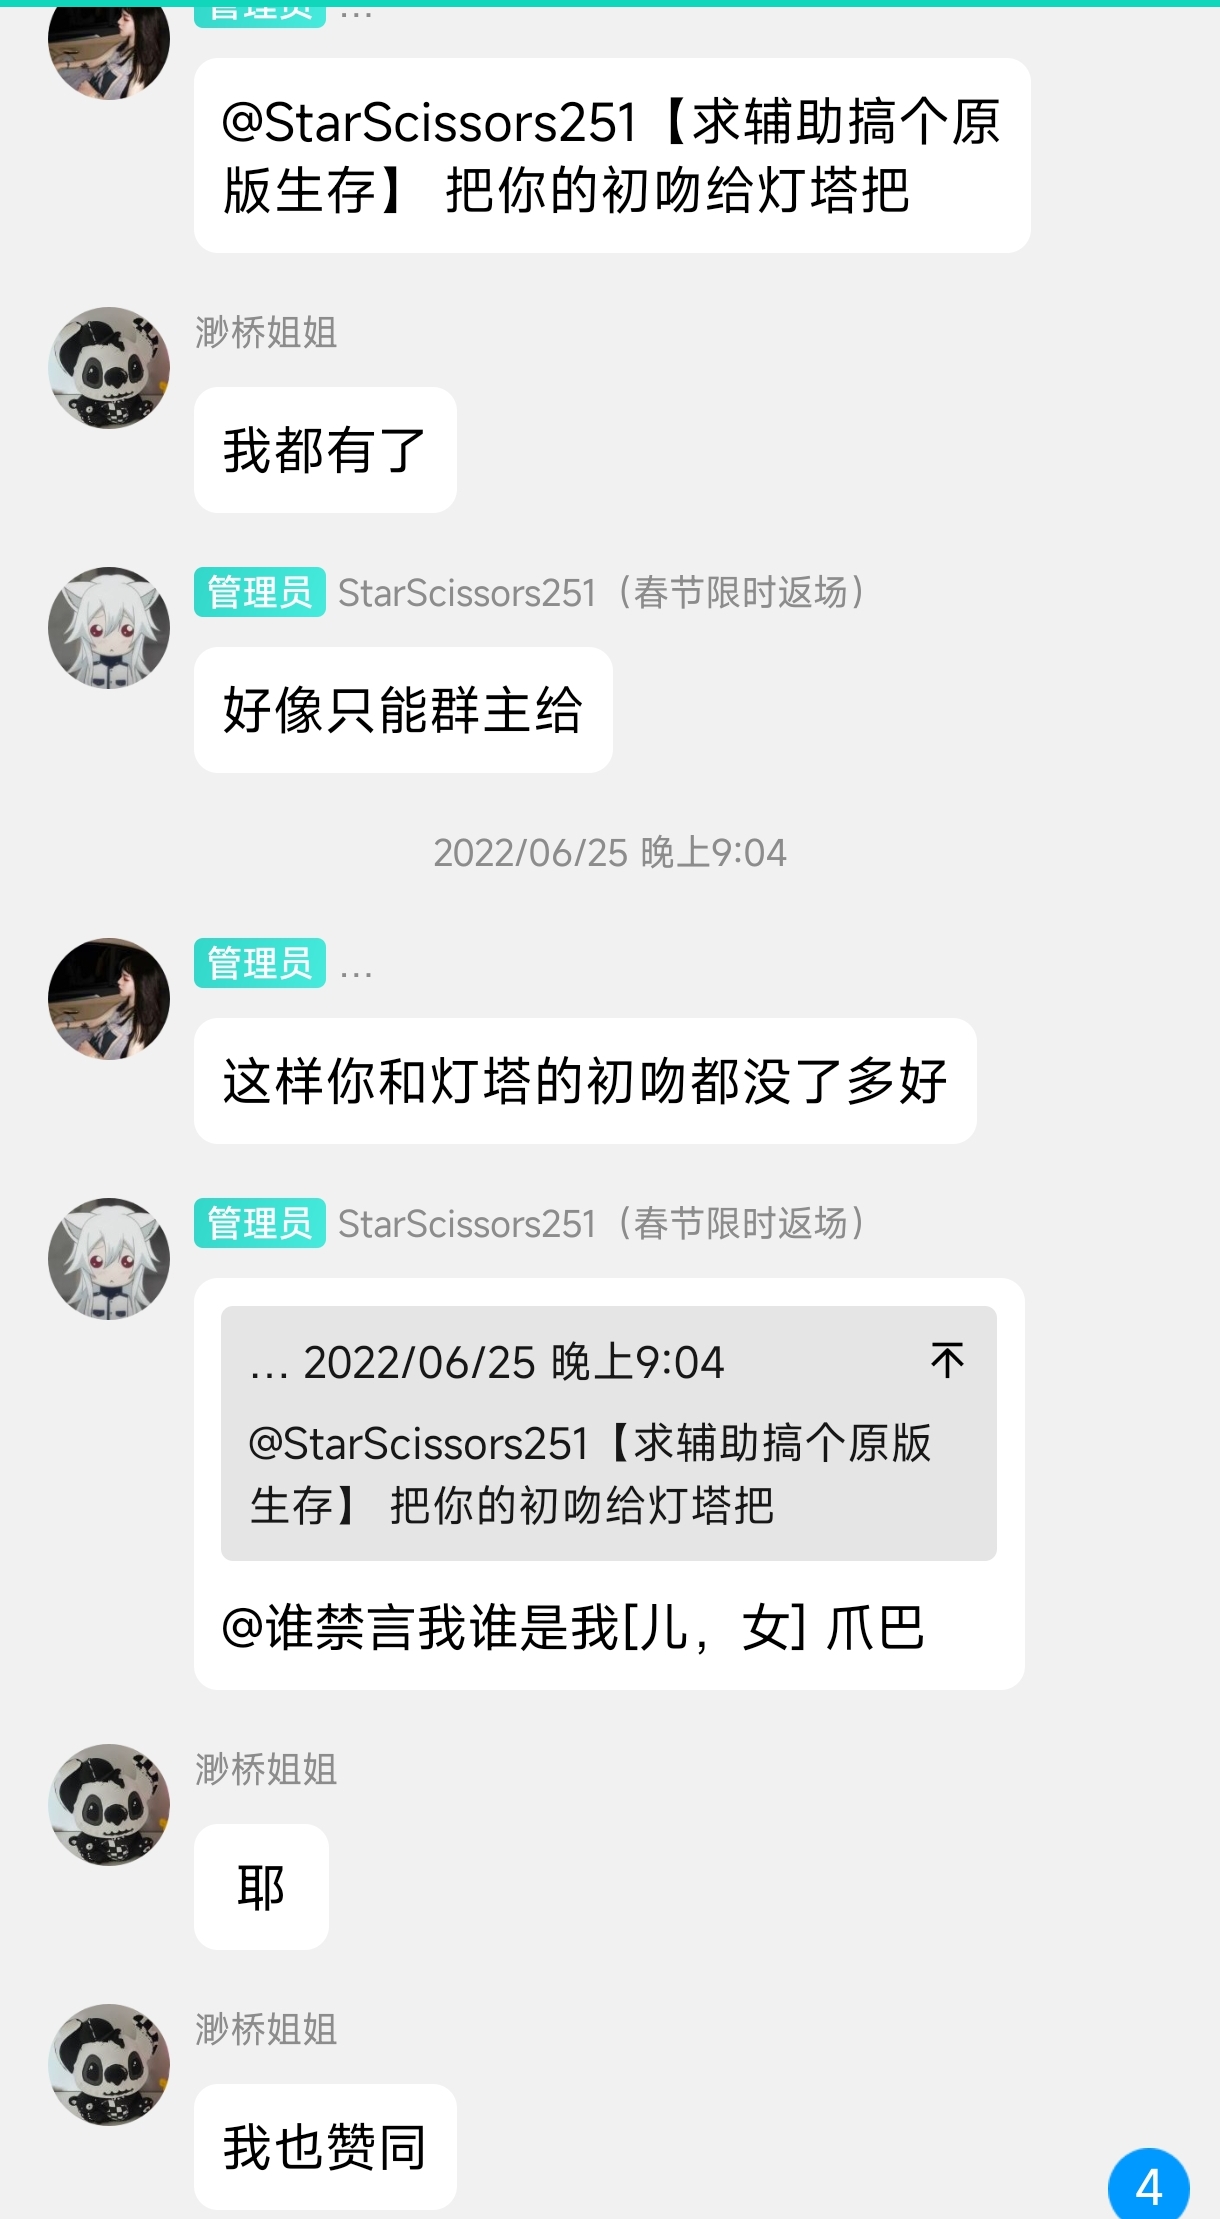 管理员 ...
@StarScissors251【求辅助搞个原
版生存】 把你的初吻给灯塔把
渺桥姐姐
我都有了
管理员 StarScissors251（春节限时返场）
好像只能群主给
2022/06/25 晚上9:04
管理员 ...
这样你和灯塔的初吻都没了多好
管理员 StarScissors251（春节限时返场）
... 2022/06/25 晚上9:04
@StarScissors251【求辅助搞个原版
生存】 把你的初吻给灯塔把
@谁禁言我谁是我[儿，女] 爪巴
渺桥姐姐
耶
渺桥姐姐
我也赞同
4